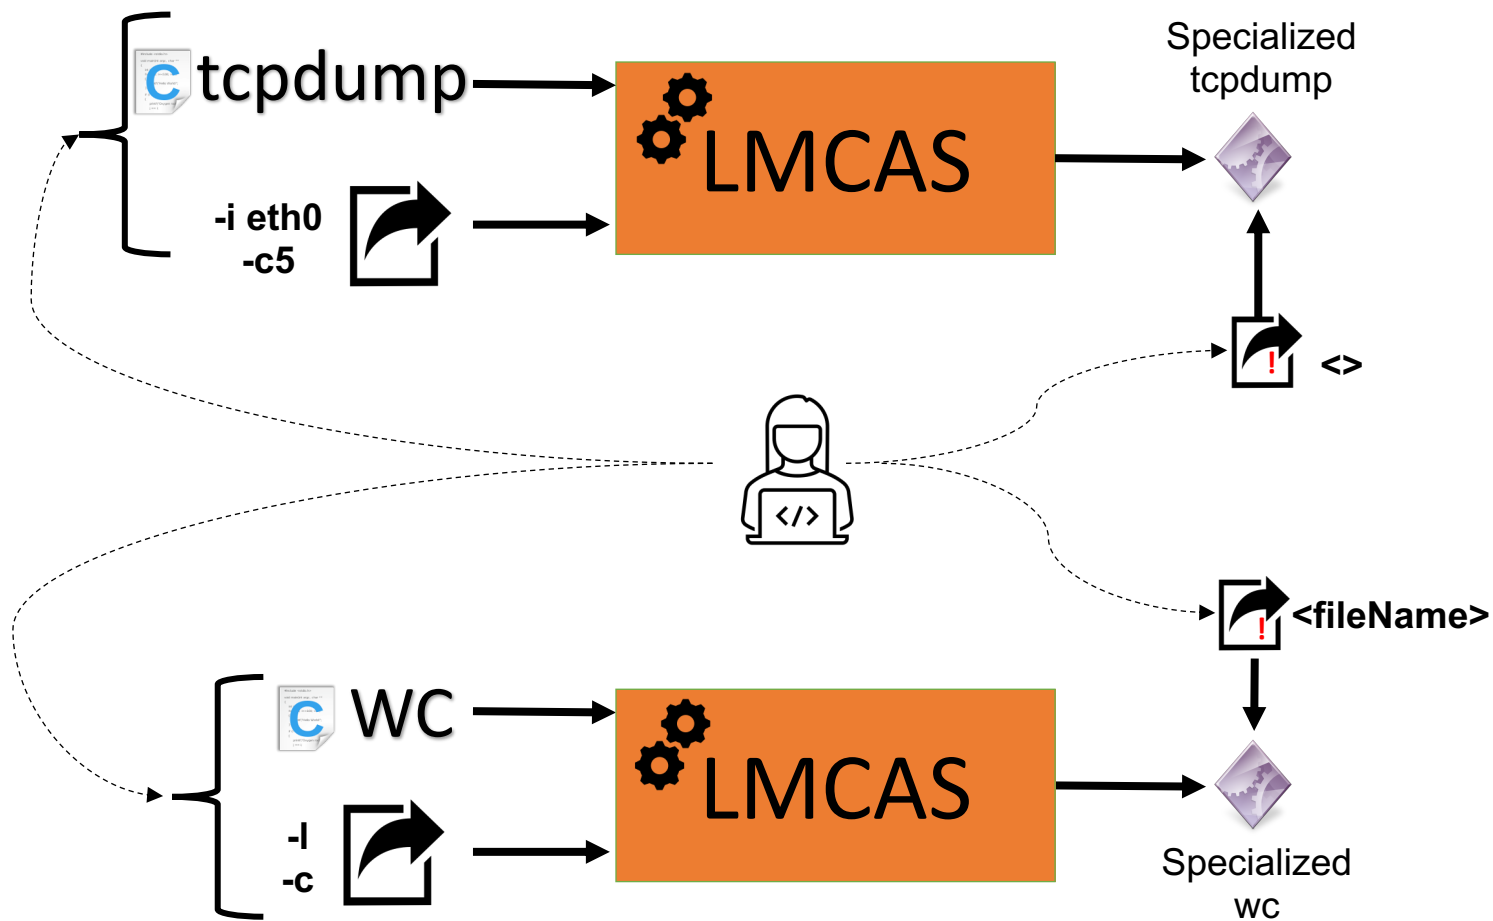 Specialized
tcpdump
C tcpdump
LMCAS
-i eth0
-c5
!
<>
</>
!
<fileName>
C WC
LMCAS
-l
-c
Specialized
wc